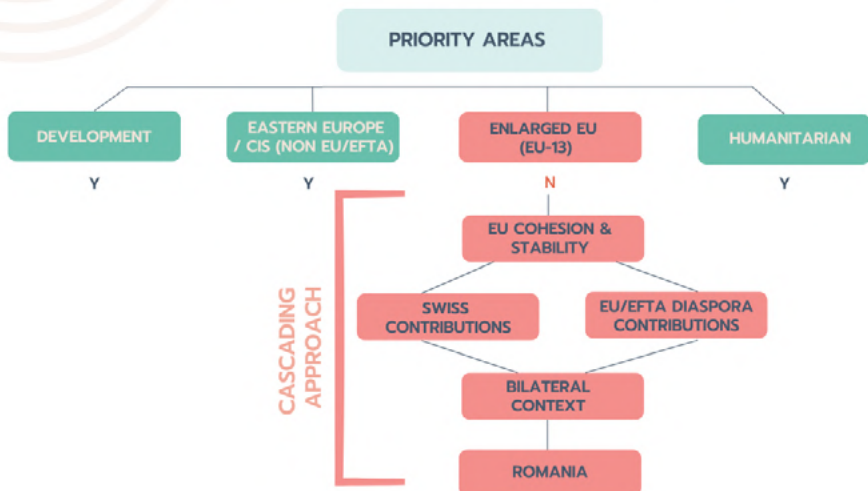 PRIORITY AREAS
DEVELOPMENT
EASTERN EUROPE
/ CIS (NON EU/EFTA)
ENLARGED EU
(EU-13)
HUMANITARIAN
Y
Y
N
Y
CASCADING
APPROACH
EU COHESION &
STABILITY
SWISS
CONTRIBUTIONS
EU/EFTA DIASPORA
CONTRIBUTIONS
BILATERAL
CONTEXT
ROMANIA